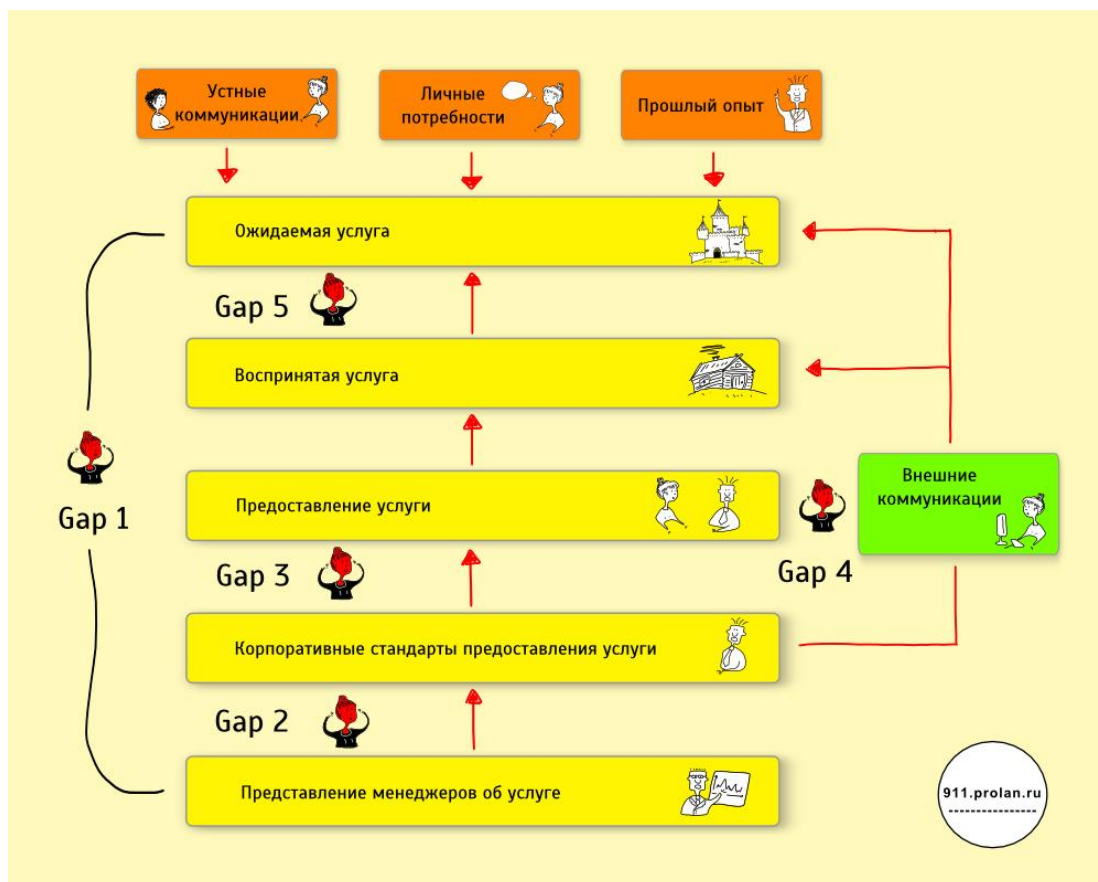 Устные
коммуникации
Личные
потребности
Прошлый опыт
Ожидаемая услуга
Gap 5
Воспринятая услуга
Gap 1
Предоставление услуги
Внешние
коммуникации
Gap 3
Gap 4
Корпоративные стандарты предоставления услуги
Gap 2
Представление менеджеров об услуге
911.prolan.ru
----------------